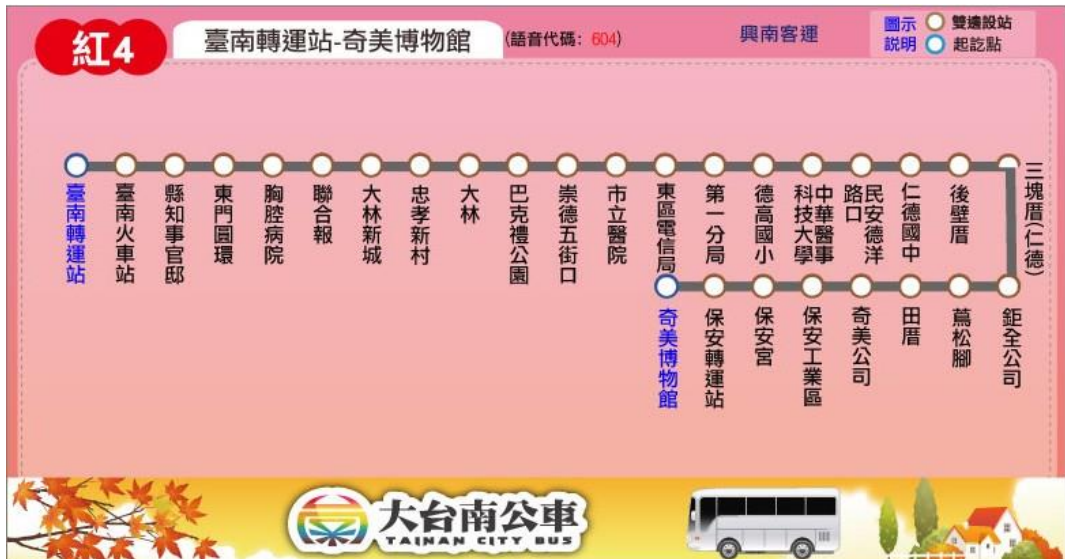 紅4
臺南轉運站-奇美博物館
(語音代碼: 604)
興南客運
圖示 雙邊設站
説明 起訖點
臺南轉運站
臺南火車站
縣知事官邸
東門圓環
胸腔病院
聯合報
大林新城
忠孝新村
大林
巴克禮公園
崇德五街口
市立醫院
東區電信局
第一分局
德高國小
中華醫事
科技大學
民安德洋
路口
仁德國中
後壁厝
三塊厝(仁德)
鉅全公司
蔦松腳
田厝
奇美公司
保安工業區
保安宮
保安轉運站
奇美博物館
大台南公車
TAINAN CITY BUS